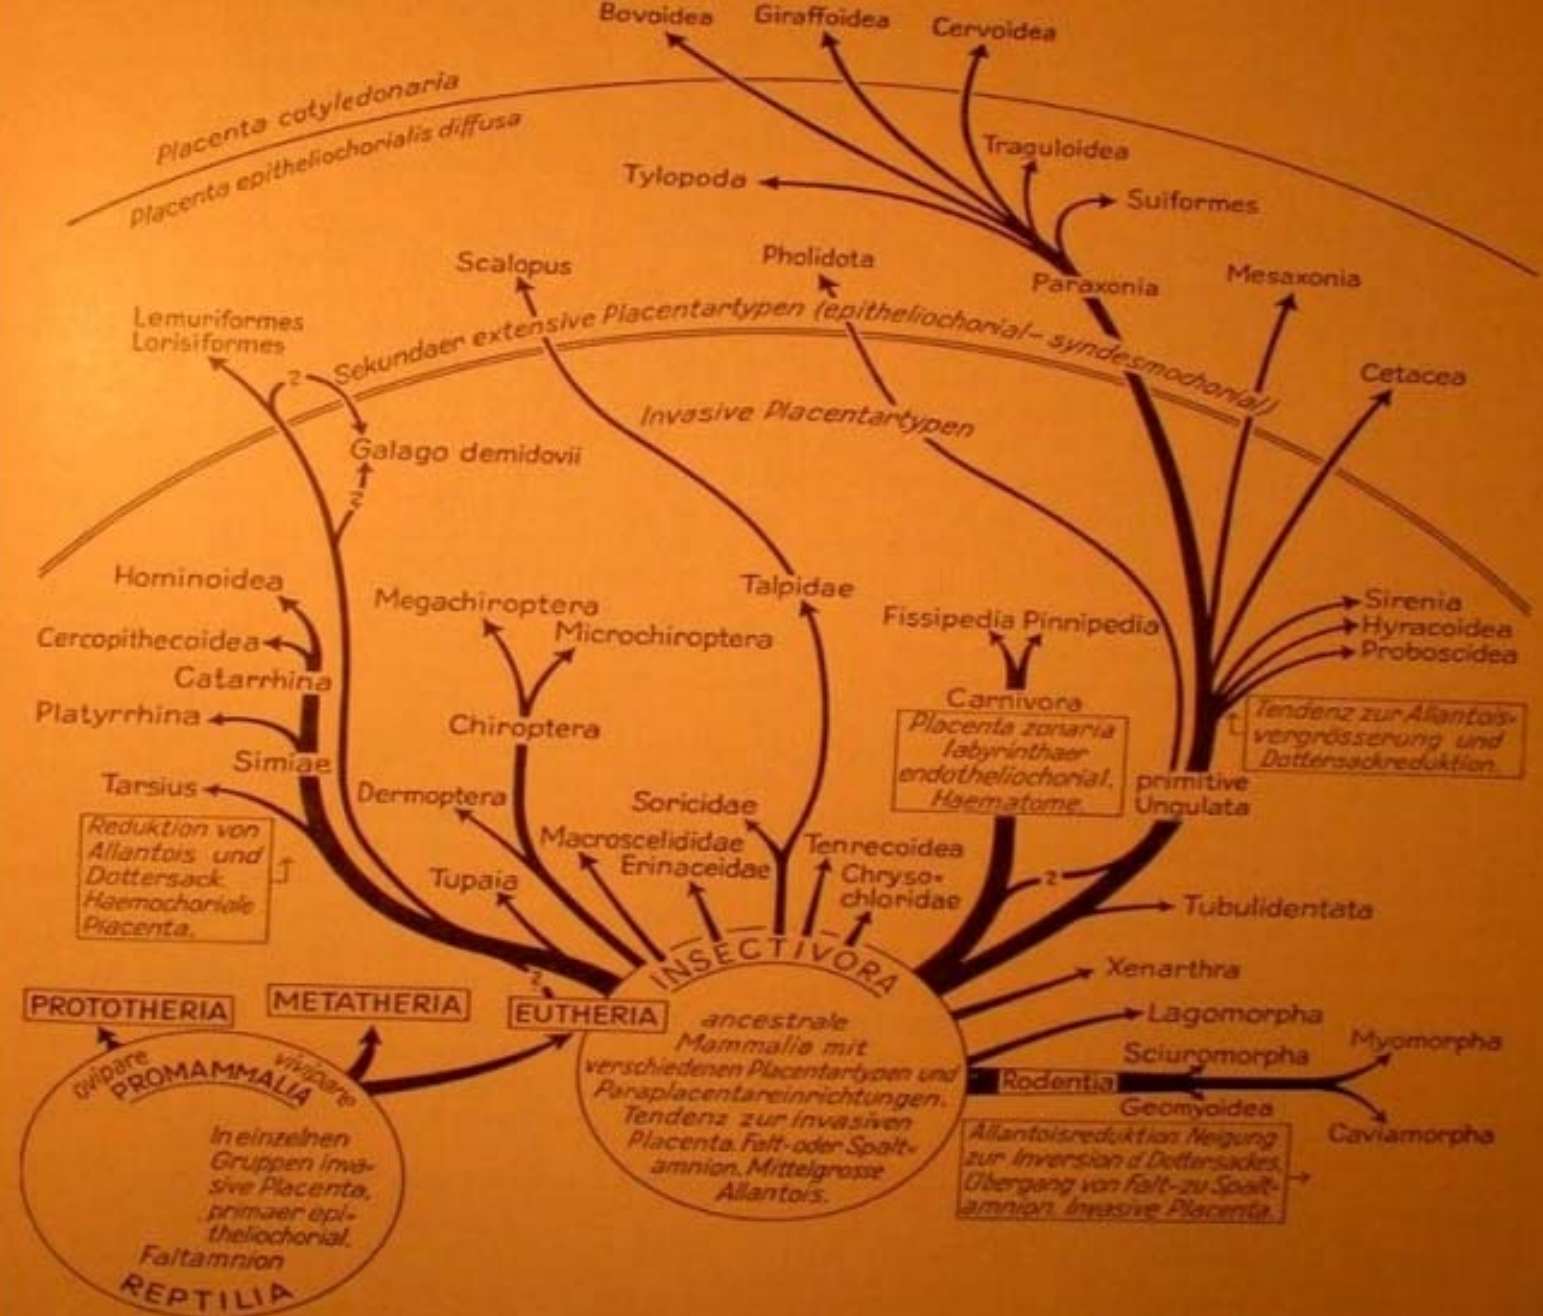 Bovoidea
Giraffoidea
Cervoidea
Placenta cotyledonaria
Placenta epitheliochorialis diffusa
Traguloidea
Tylopoda
Suiformes
Scalopus
Pholidota
Paraxonia
Mesaxonia
Lemuriformes
Lorisiformes
Sekundaer extensive Placentartypen (epitheliochorial- syndesmochorial)
Cetacea
?
Invasive Placentartypen
Galago demidovii
?
Hominoidea
Megachiroptera
Talpidae
Fissipedia Pinnipedia
Sirenia
Hyracoidea
Proboscidea
Cercopithecoidea
Microchiroptera
Catarrhina
Platyrrhina
Chiroptera
Carnivora
Placenta zonaria
labyrinthaer
endotheliochorial.
Haematome.
Tendenz zur Allantois-
vergrösserung und
Dottersackreduktion.
Simiae
primitive
Ungulata
Tarsius
Dermoptera
Soricidae
Reduktion von
Allantois und
Dottersack.
Haemochoriale
Placenta.
Macroscelididae
Erinaceidae
Tenrecoidea
Chryso-
chloridae
Tupaia
?
Tubulidentata
INSECTIVORA
Xenarthra
?
PROTOTHERIA
METATHERIA
EUTHERIA
Lagomorpha
ancestrale
Mammalia mit
verschiedenen Placentartypen und
Paraplacentareinrichtungen.
Tendenz zur invasiven
Placenta. Falt- oder Spalt-
amnion. Mittelgrosse
Allantois.
Sciuromorpha
Myomorpha
Rodentia
Geomyoidea
Caviamorpha
ovipare
vivipare
PROMAMMALIA
In einzelnen
Gruppen inva-
sive Placenta,
primaer epi-
theliochorial.
Faltamnion
REPTILIA
Allantoisreduktion Neigung
zur Inversion d Dottersackes.
Übergang von Falt- zu Spalt-
amnion. Invasive Placenta.